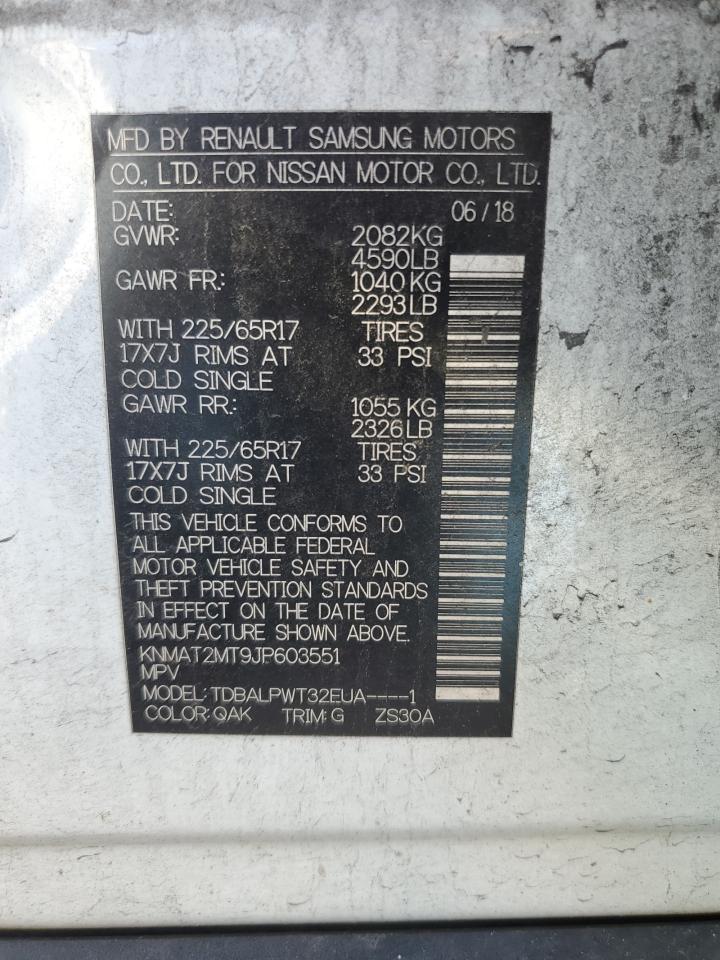 MFD BY RENAULT SAMSUNG MOTORS
CO., LTD. FOR NISSAN MOTOR CO., LTD.
DATE: 06/18
GVWR: 2082KG
4590LB
GAWR FR: 1040KG
2293LB
WITH 225/65R17 TIRES
17X7J RIMS AT 33 PSI
COLD SINGLE
GAWR RR: 1055 KG
2326LB
WITH 225/65R17 TIRES
17X7J RIMS AT 33 PSI
COLD SINGLE
THIS VEHICLE CONFORMS TO
ALL APPLICABLE FEDERAL
MOTOR VEHICLE SAFETY AND
THEFT PREVENTION STANDARDS
IN EFFECT ON THE DATE OF
MANUFACTURE SHOWN ABOVE.
KNMAT2MT9JP603551
MPV
MODEL: TDBALPWT32EUA----1
COLOR: QAK TRIM: G ZS30A